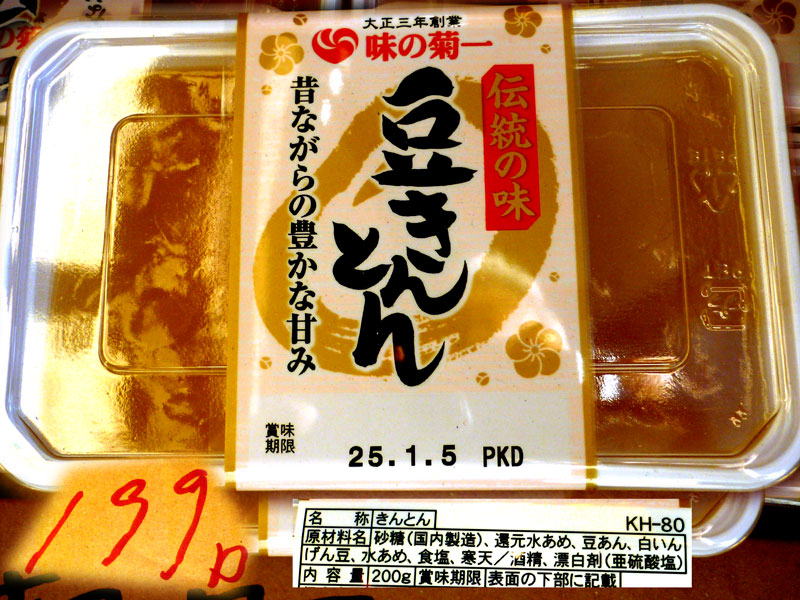 大正三年創業
味の菊一
伝統の味
豆きんとん
昔ながらの豊かな甘み
賞味
期限
25.1.5 PKD
199
名 称 きんとん KH-80
原材料名 砂糖(国内製造)、還元水あめ、豆あん、白いん
げん豆、水あめ、食塩、寒天/酒精、漂白剤(亜硫酸塩)
内 容 量 200g 賞味期限 表面の下部に記載